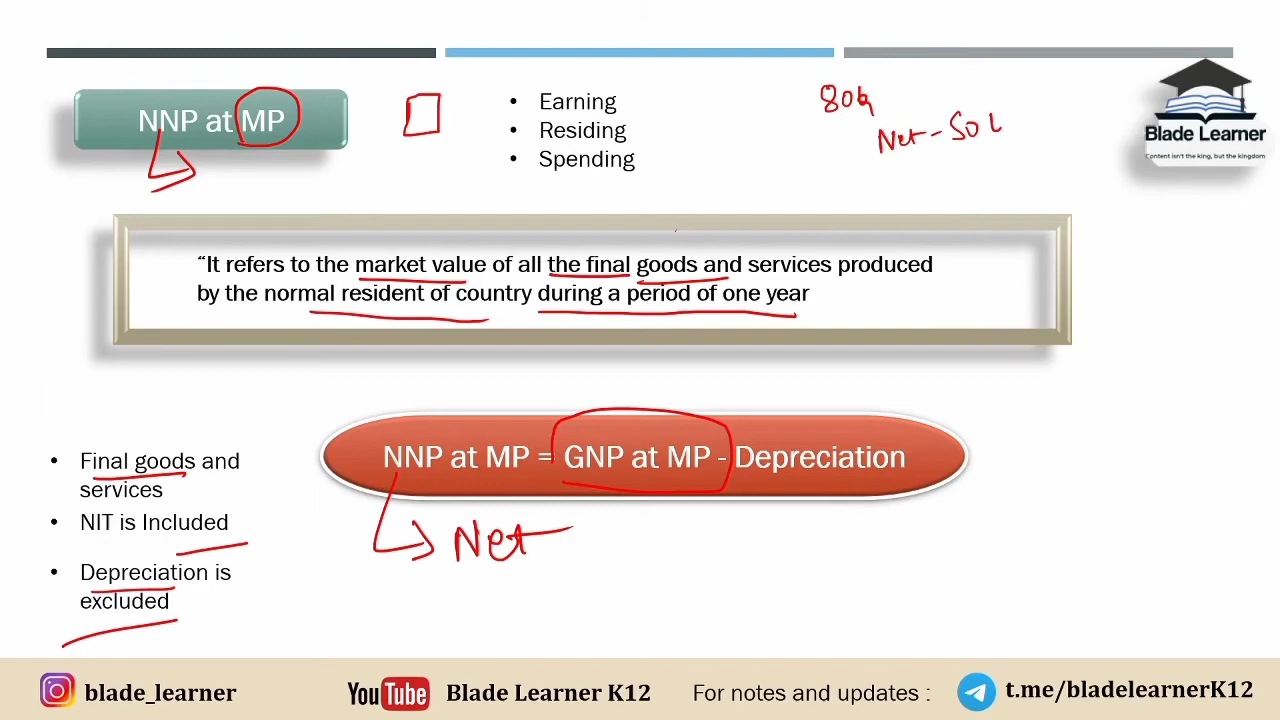 NNP at MP
• Earning
• Residing
• Spending
Net - 50 L
Blade Learner
Content isn't the king, but the kingdom
“It refers to the market value of all the final goods and services produced
by the normal resident of country during a period of one year
NNP at MP = GNP at MP - Depreciation
Net
• Final goods and
services
• NIT is Included
• Depreciation is
excluded
blade_learner
YouTube Blade Learner K12
For notes and updates :
t.me/bladelearnerK12